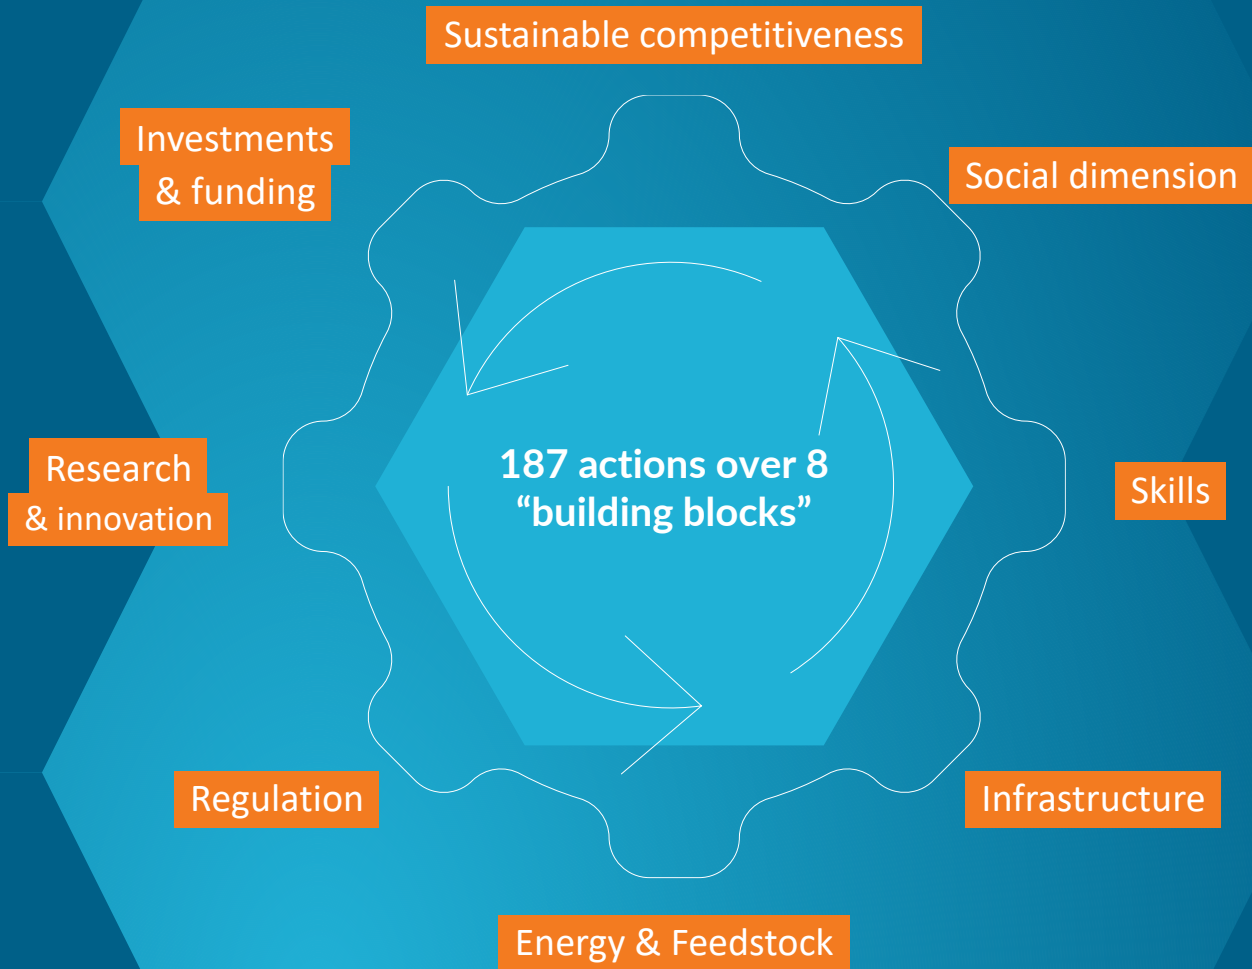 Sustainable competitiveness
Investments
& funding
Social dimension
Research
& innovation
187 actions over 8
“building blocks”
Skills
Regulation
Infrastructure
Energy & Feedstock